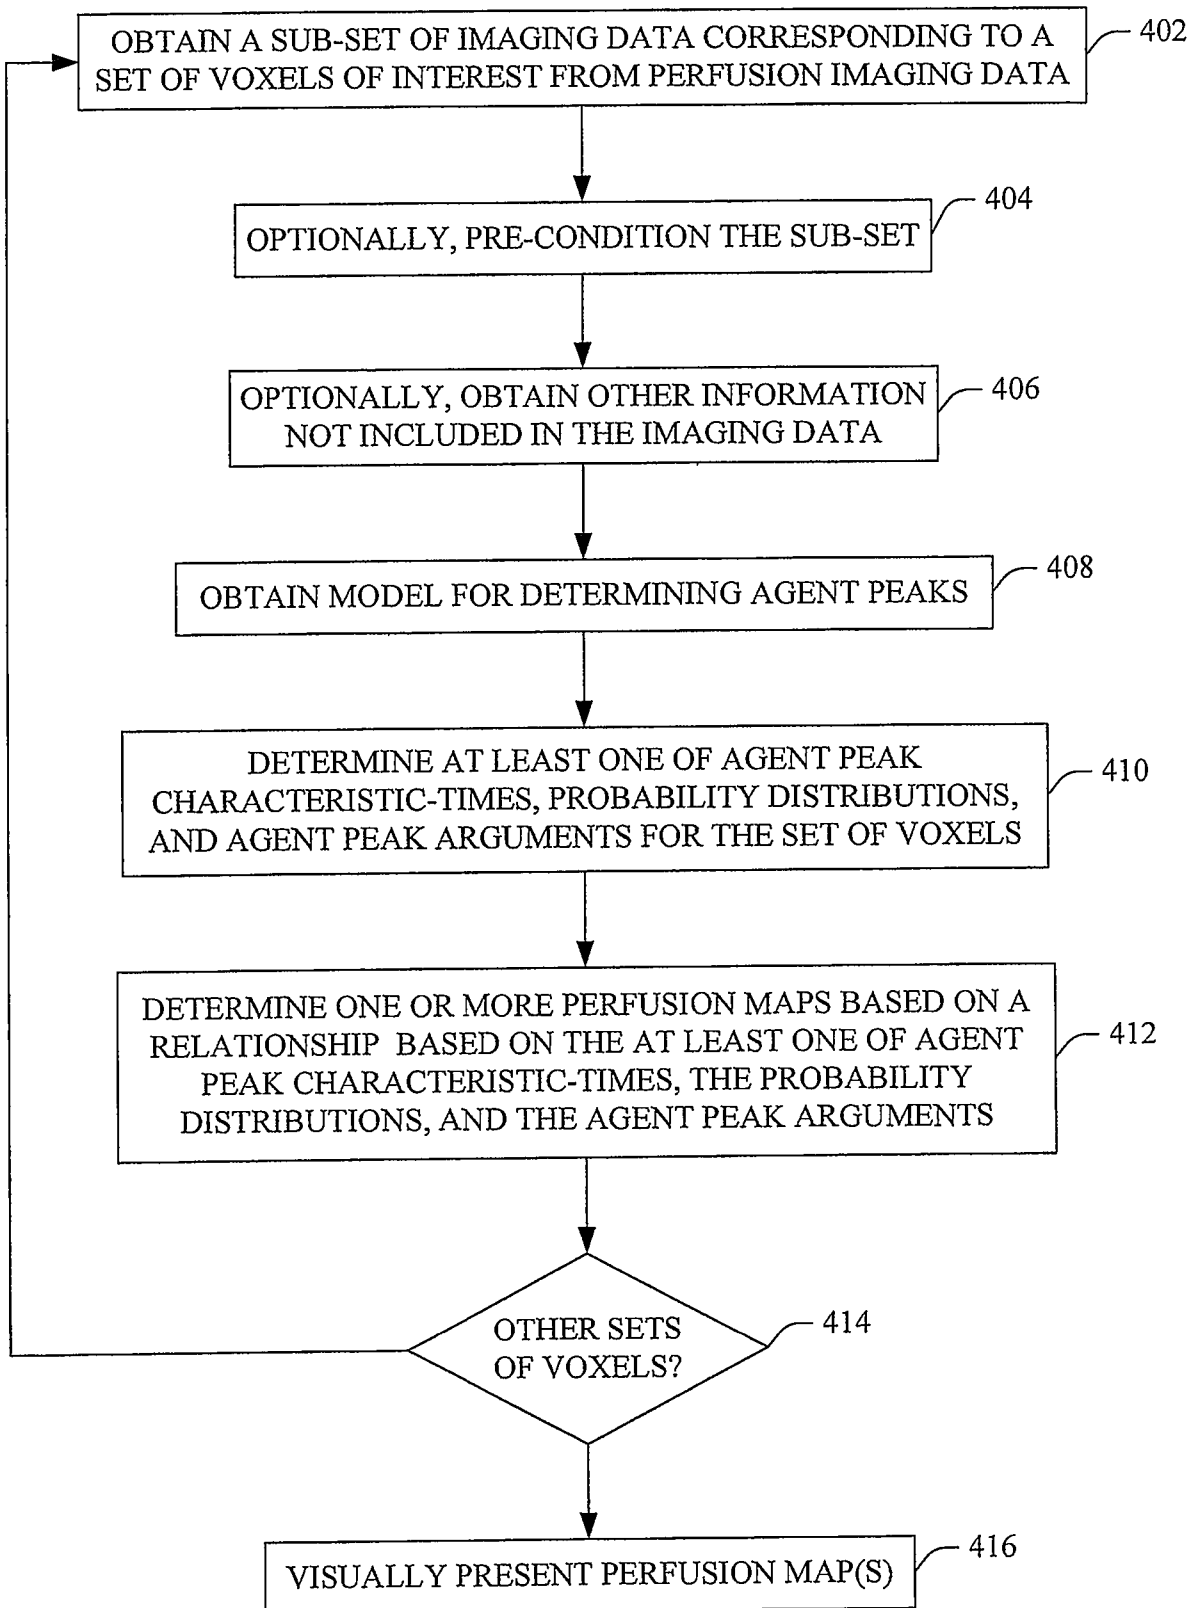 OBTAIN A SUB-SET OF IMAGING DATA CORRESPONDING TO A
SET OF VOXELS OF INTEREST FROM PERFUSION IMAGING DATA
402
OPTIONALLY, PRE-CONDITION THE SUB-SET
404
OPTIONALLY, OBTAIN OTHER INFORMATION
NOT INCLUDED IN THE IMAGING DATA
406
OBTAIN MODEL FOR DETERMINING AGENT PEAKS
408
DETERMINE AT LEAST ONE OF AGENT PEAK
CHARACTERISTIC-TIMES, PROBABILITY DISTRIBUTIONS,
AND AGENT PEAK ARGUMENTS FOR THE SET OF VOXELS
410
DETERMINE ONE OR MORE PERFUSION MAPS BASED ON A
RELATIONSHIP BASED ON THE AT LEAST ONE OF AGENT
PEAK CHARACTERISTIC-TIMES, THE PROBABILITY
DISTRIBUTIONS, AND THE AGENT PEAK ARGUMENTS
412
OTHER SETS
OF VOXELS?
414
VISUALLY PRESENT PERFUSION MAP(S)
416